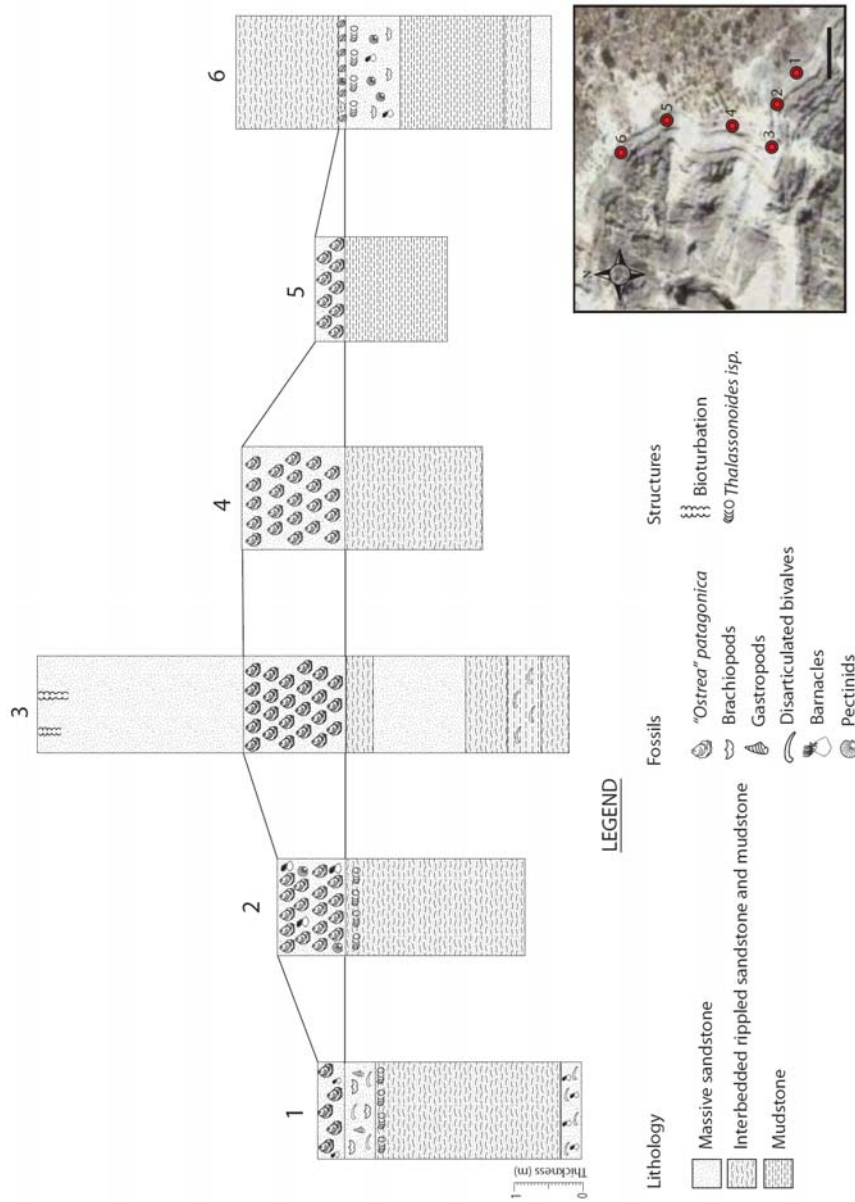 6
5
4
3
2
1
Thickness (m)
1
0
N
6
5
4
3
2
1
LEGEND
Lithology
Massive sandstone
Interbedded rippled sandstone and mudstone
Mudstone
Fossils
"Ostrea" patagonica
Brachiopods
Gastropods
Disarticulated bivalves
Barnacles
Pectinids
Structures
Bioturbation
Thalassonoides isp.